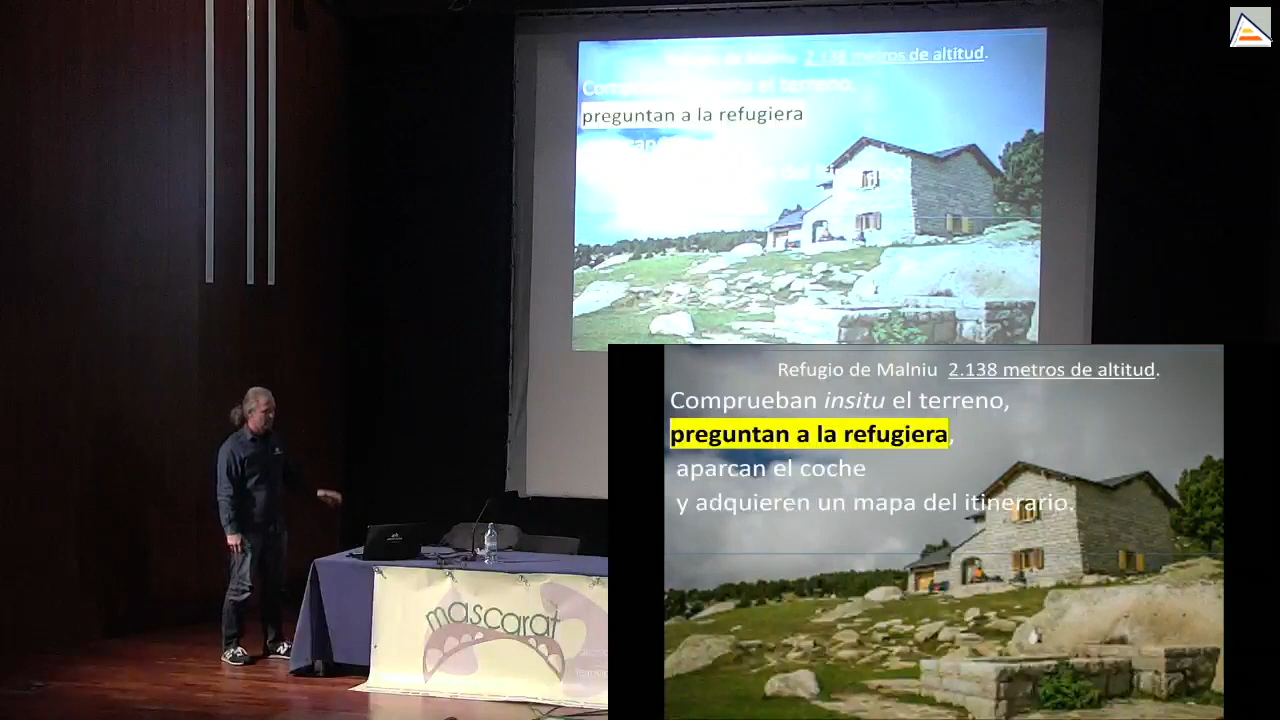 2.138 metros de altitud.
preguntan a la refugiera
Refugio de Malniu 2.138 metros de altitud.
Comprueban insitu el terreno,
preguntan a la refugiera,
aparcan el coche
y adquieren un mapa del itinerario.
mascarat